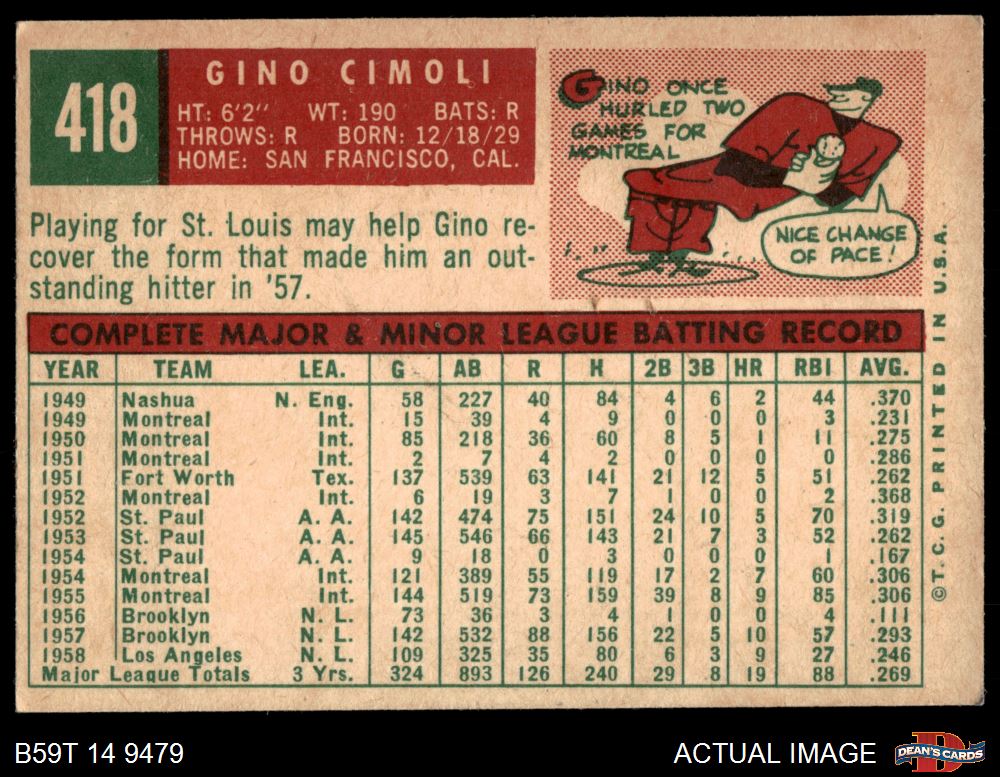 418
GINO CIMOLI
HT: 6'2" WT: 190 BATS: R
THROWS: R BORN: 12/18/29
HOME: SAN FRANCISCO, CAL.
GINO ONCE
HURLED TWO
GAMES FOR
MONTREAL
NICE CHANGE
OF PACE!
Playing for St. Louis may help Gino re-
cover the form that made him an out-
standing hitter in '57.
COMPLETE MAJOR & MINOR LEAGUE BATTING RECORD
YEAR TEAM LEA. G AB R H 2B 3B HR RBI AVG.
1949 Nashua N. Eng. 58 227 40 84 4 6 2 44 .370
1949 Montreal Int. 15 39 4 9 0 0 0 3 .231
1950 Montreal Int. 85 218 36 60 8 5 1 11 .275
1951 Montreal Int. 2 7 4 2 0 0 0 0 .286
1951 Fort Worth Tex. 137 539 63 141 21 12 5 51 .262
1952 Montreal Int. 6 19 3 7 1 0 0 2 .368
1952 St. Paul A. A. 142 474 75 151 24 10 5 70 .319
1953 St. Paul A. A. 145 546 66 143 21 7 3 52 .262
1954 St. Paul A. A. 9 18 0 3 0 0 0 1 .167
1954 Montreal Int. 121 389 55 119 17 2 7 60 .306
1955 Montreal Int. 144 519 73 159 39 8 9 85 .306
1956 Brooklyn N. L. 73 36 3 4 1 0 0 4 .111
1957 Brooklyn N. L. 142 532 88 156 22 5 10 57 .293
1958 Los Angeles N. L. 109 325 35 80 6 3 9 27 .246
Major League Totals 3 Yrs. 324 893 126 240 29 8 19 88 .269
©T. C. G. PRINTED IN U.S.A.
B59T 14 9479
ACTUAL IMAGE
DEAN'S CARDS